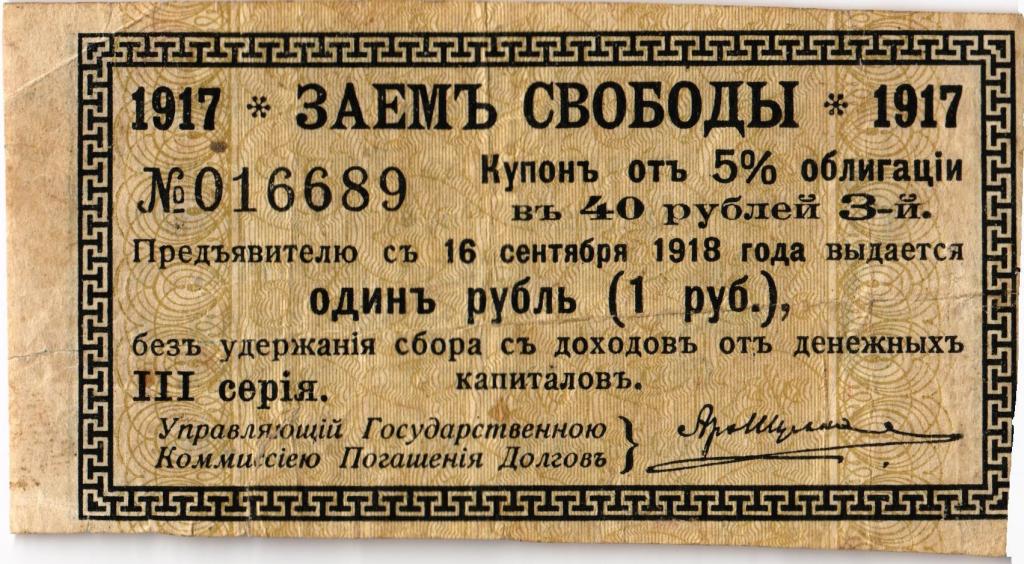 1917 * ЗАЕМЪ СВОБОДЫ * 1917
№016689
Купонъ отъ 5% облигаціи
въ 40 рублей 3-й.
Предъявителю съ 16 сентября 1918 года выдается
одинъ рубль (1 руб.),
безъ удержанія сбора съ доходовъ отъ денежныхъ
капиталовъ.
III серія.
Управляющій Государственною
Коммиссіею Погашенія Долговъ